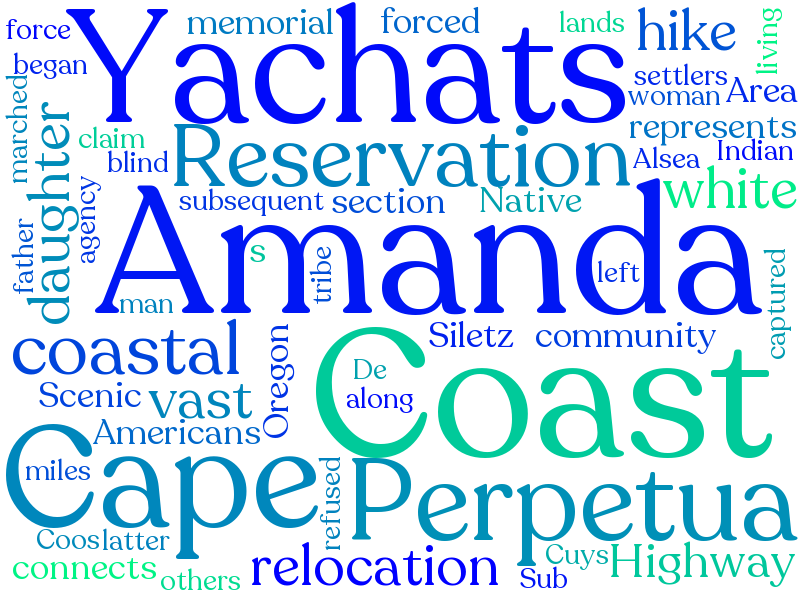 force
memorial
forced
lands
living
Yachats
hike
began
settlers
woman
Area
marched
daughter
claim
represents
blind
Reservation
Alsea
Indian
agency
subsequent
section
Native
white
father
Amanda
s
tribe
left
man
captured
coastal
Oregon
Coast
Siletz
community
De
Scenic
vast
along
Americans
Cape
miles
refused
Perpetua
Coos
latter
connects
others
relocation
Sub
Cuys
Highway